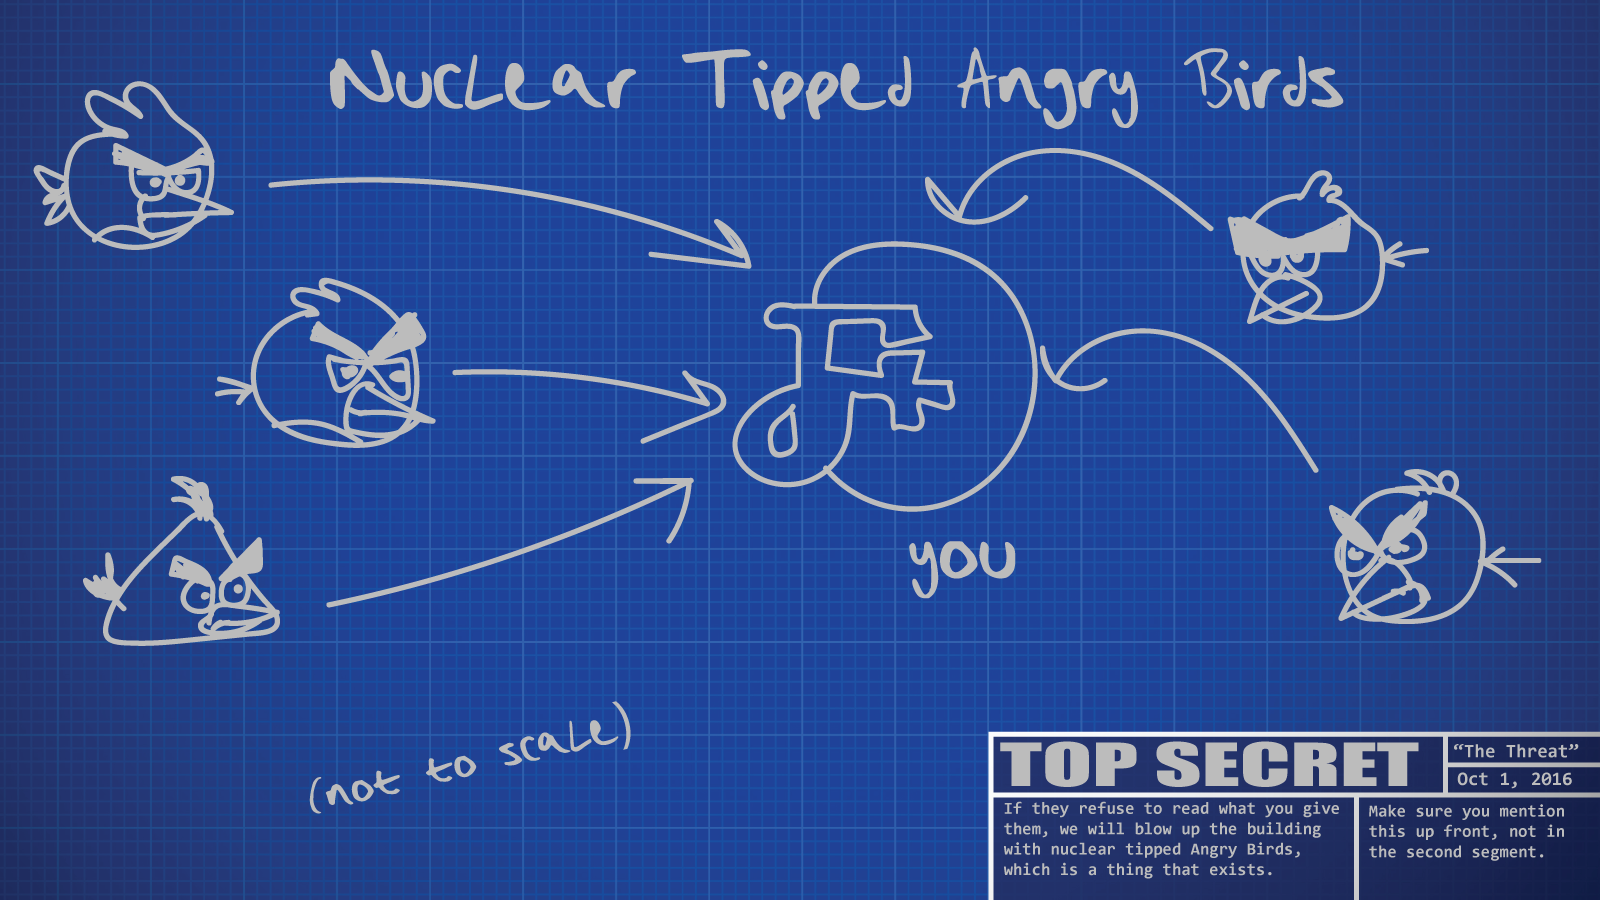 Nuclear Tipped Angry Birds
you
(not to scale)
TOP SECRET
“The Threat”
Oct 1, 2016
If they refuse to read what you give
them, we will blow up the building
with nuclear tipped Angry Birds,
which is a thing that exists.
Make sure you mention
this up front, not in
the second segment.